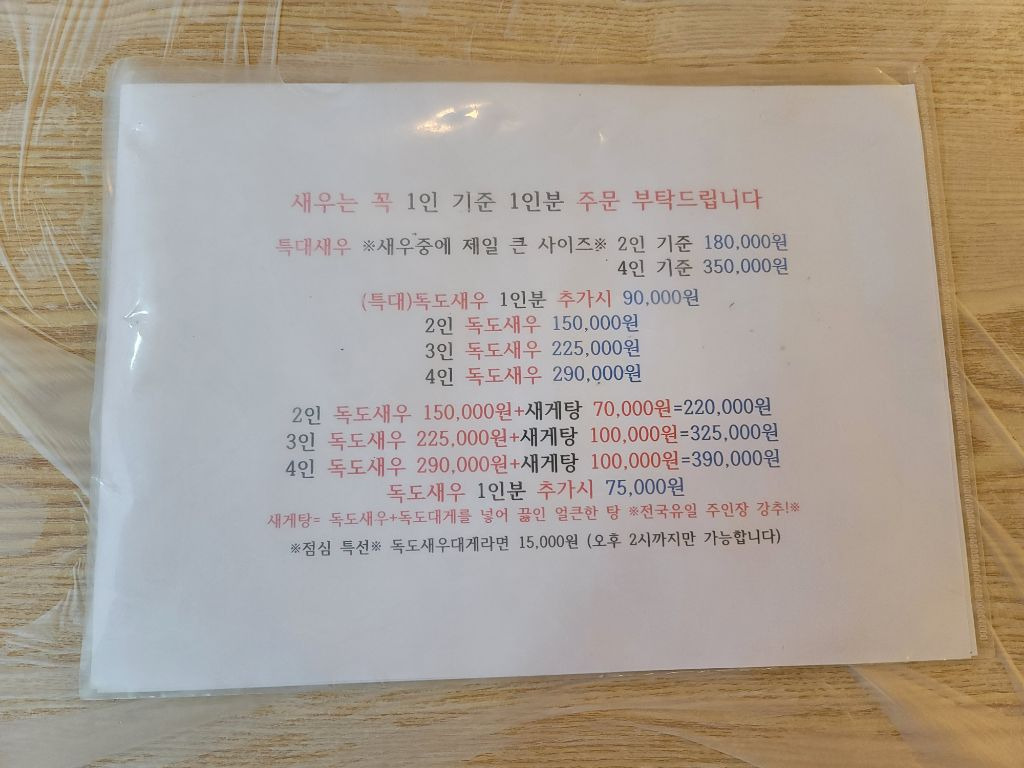 새우는 꼭 1인 기준 1인분 주문 부탁드립니다
특대새우 ※새우중에 제일 큰 사이즈※ 2인 기준 180,000원
4인 기준 350,000원
(특대)독도새우 1인분 추가시 90,000원
2인 독도새우 150,000원
3인 독도새우 225,000원
4인 독도새우 290,000원
2인 독도새우 150,000원+새게탕 70,000원=220,000원
3인 독도새우 225,000원+새게탕 100,000원=325,000원
4인 독도새우 290,000원+새게탕 100,000원=390,000원
독도새우 1인분 추가시 75,000원
새게탕= 독도새우+독도대게를 넣어 끓인 얼큰한 탕 ※전국유일 주인장 강추!※
※점심 특선※ 독도새우대게라면 15,000원 (오후 2시까지만 가능합니다)